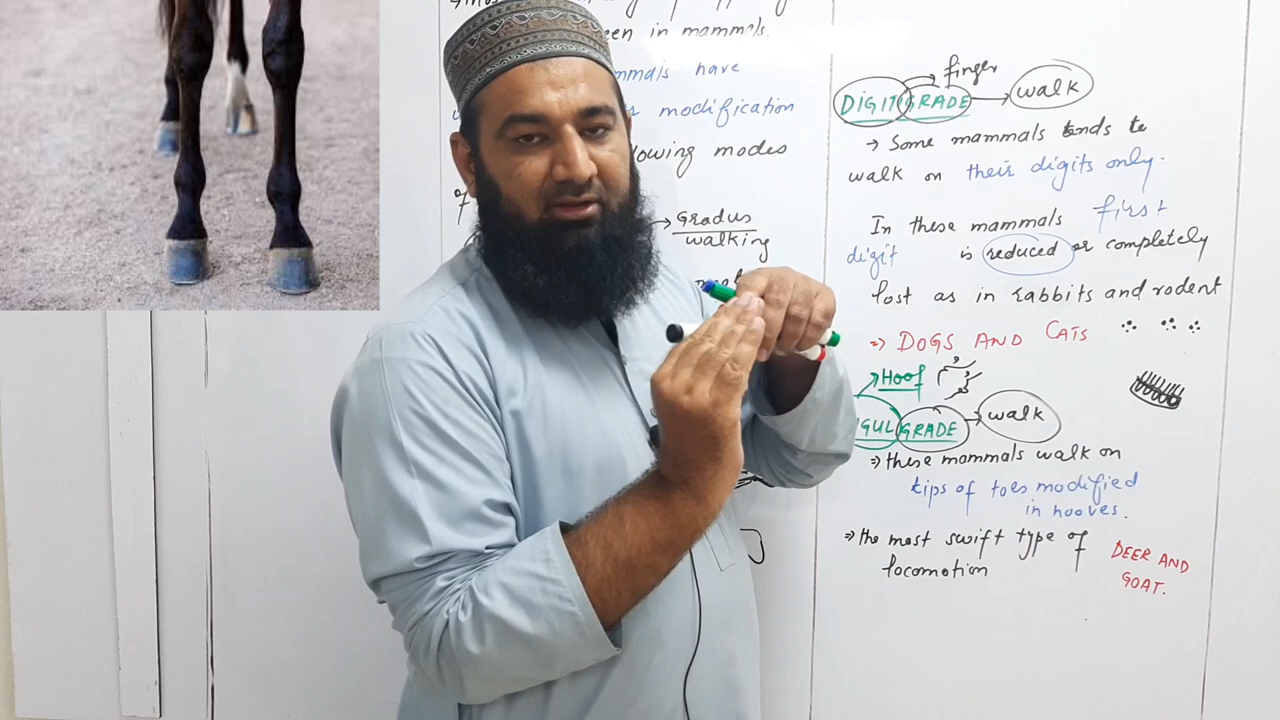 een in mammals.
mmals have
modification
lowing modes
of
Gradus
walking
finger
DIGITIGRADE → walk
→ Some mammals tends to
walk on their digits only.
In these mammals first
digit is reduced or completely
lost as in rabbits and rodent
⇒ DOGS AND CATS
Hoof
GULGRADE → walk
⇒ these mammals walk on
tips of toes modified
in hooves.
⇒ the most swift type of
locomotion
DEER AND
GOAT.